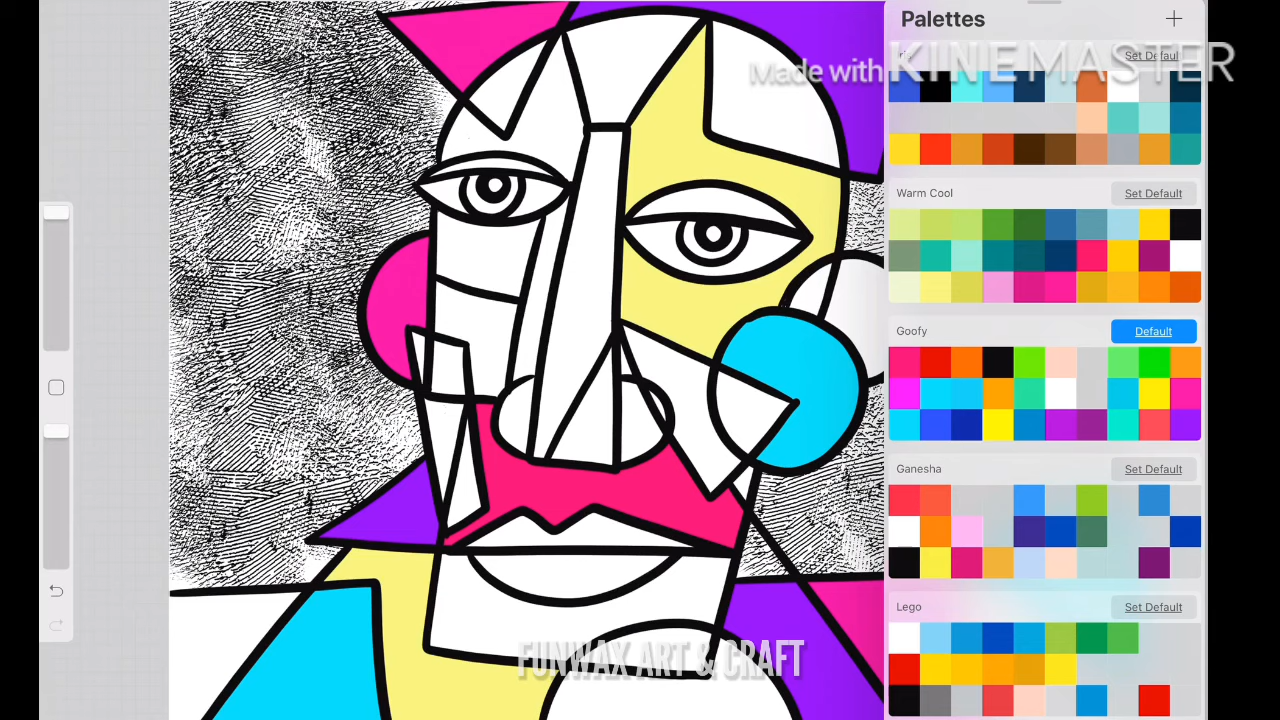 Palettes
Set Default
Made with KINEMASTER
Warm Cool
Set Default
Goofy
Default
Ganesha
Set Default
Lego
Set Default
FUNWAX ART & CRAFT